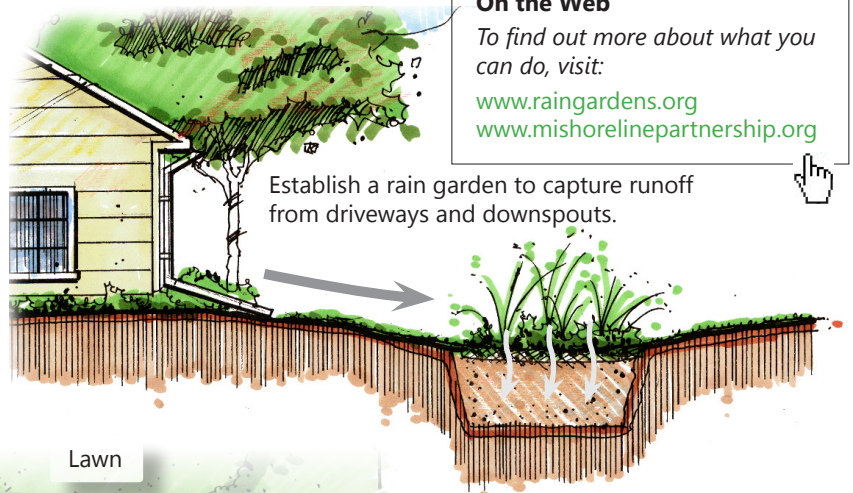 On the Web
To find out more about what you
can do, visit:
www.raingardens.org
www.mishorelinepartnership.org
Establish a rain garden to capture runoff
from driveways and downspouts.
Lawn